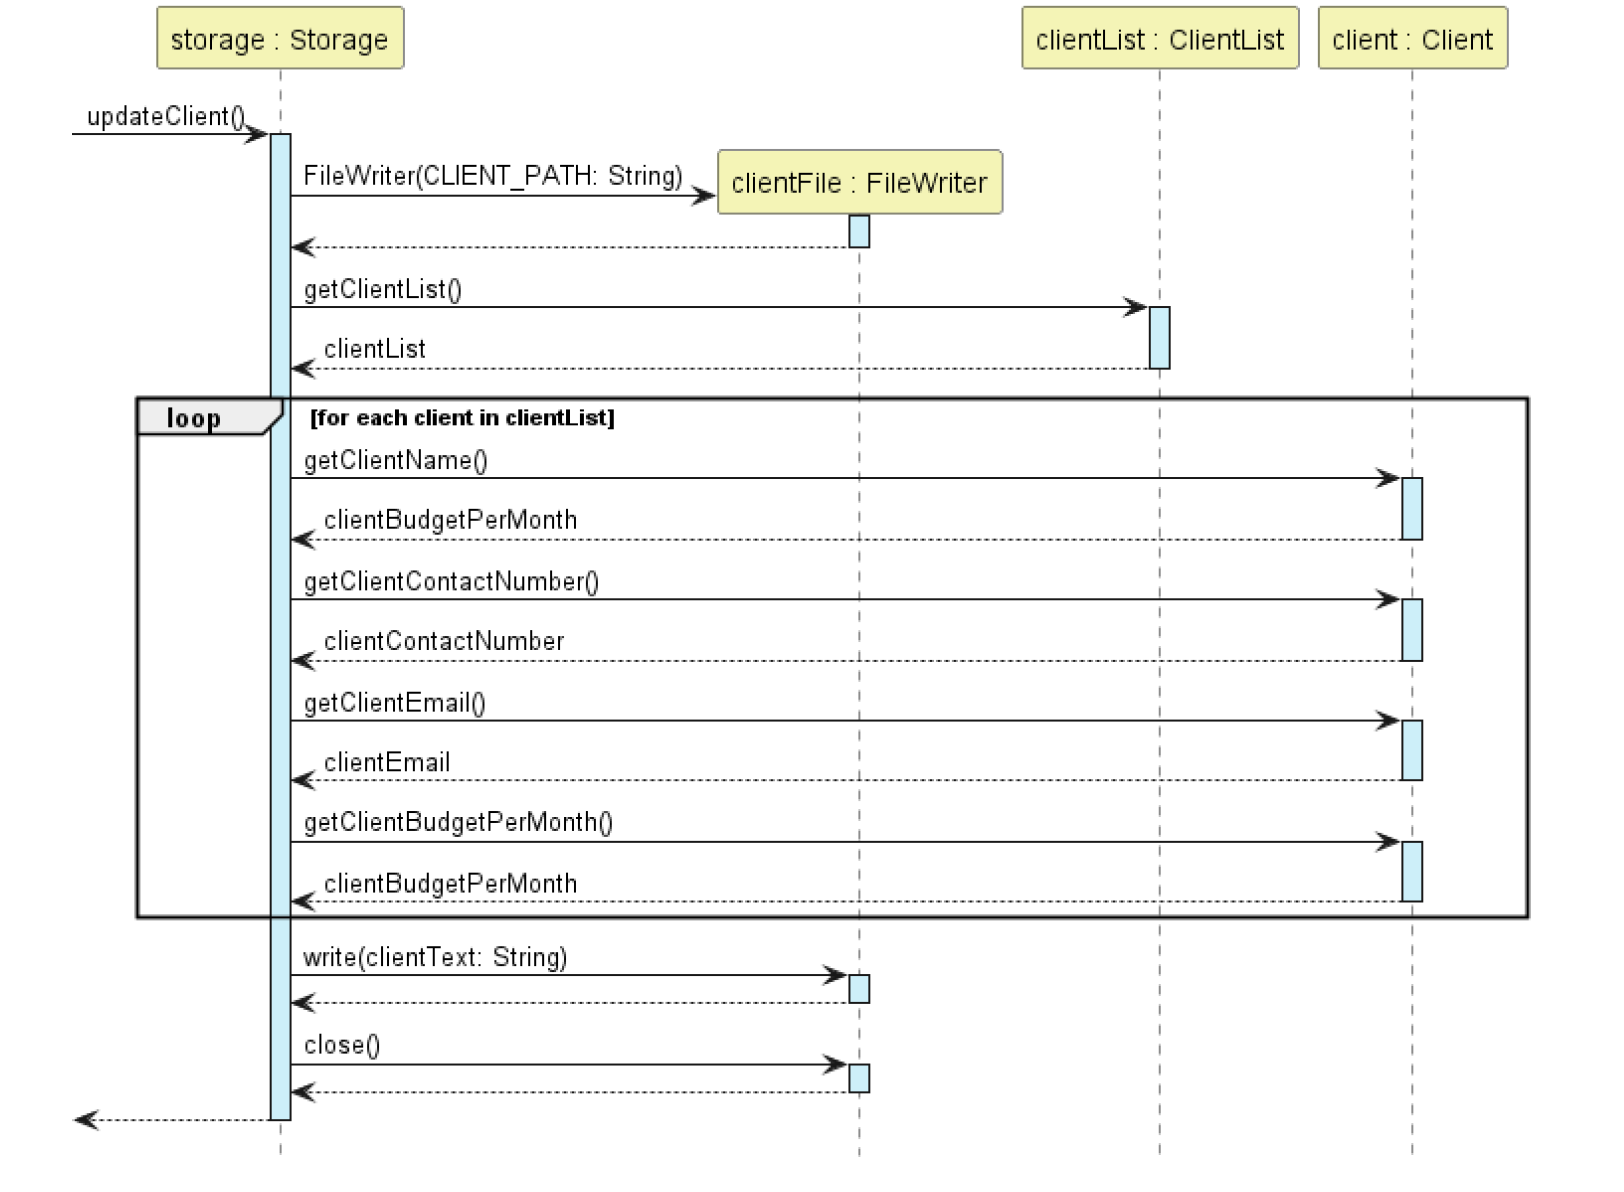 storage : Storage
clientList : ClientList
client : Client
updateClient()
FileWriter(CLIENT_PATH: String)
clientFile : FileWriter
getClientList()
clientList
loop
[for each client in clientList]
getClientName()
clientBudgetPerMonth
getClientContactNumber()
clientContactNumber
getClientEmail()
clientEmail
getClientBudgetPerMonth()
clientBudgetPerMonth
write(clientText: String)
close()